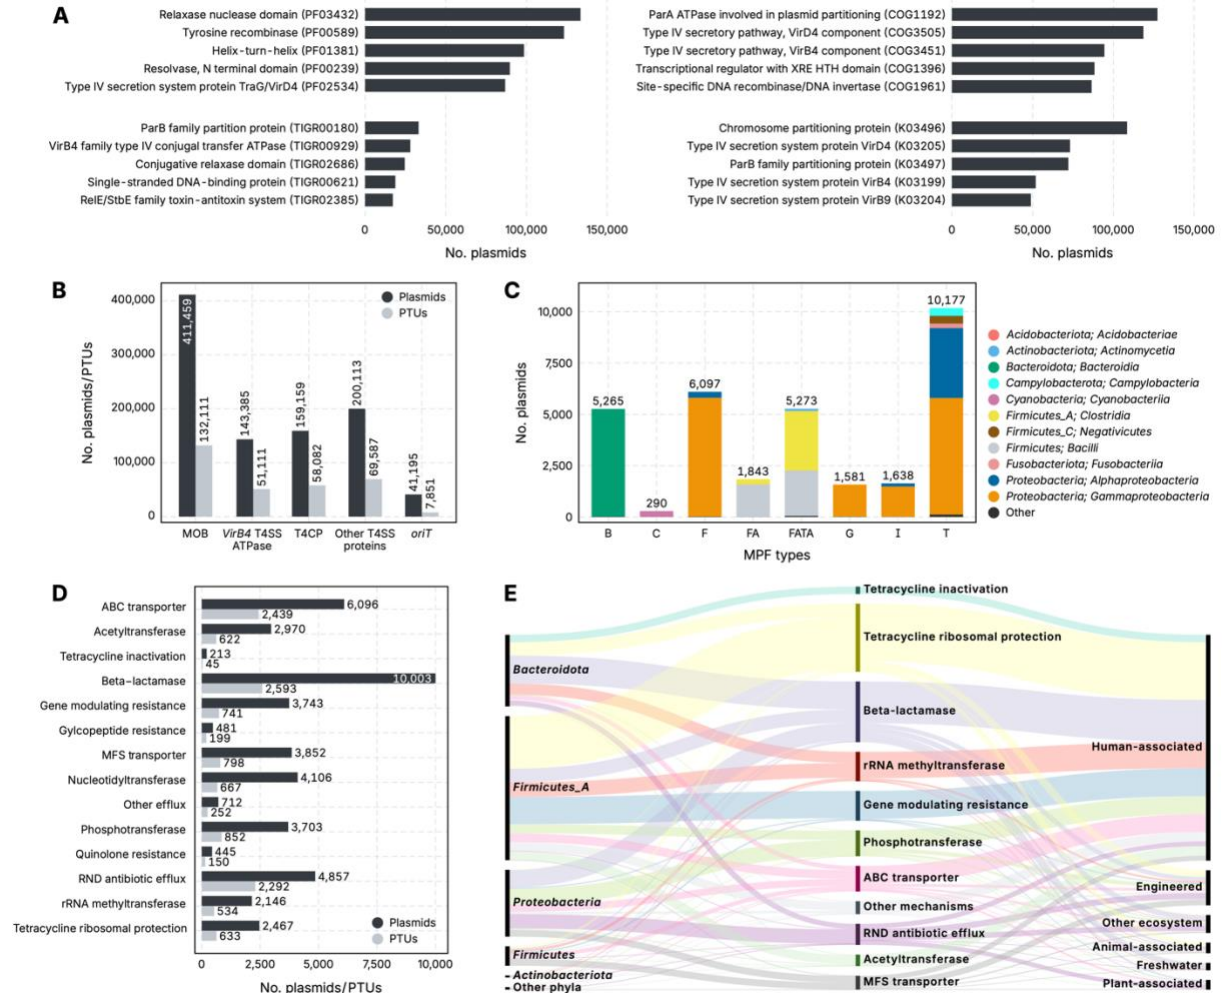 A
Relaxase nuclease domain (PF03432)
Tyrosine recombinase (PF00589)
Helix-turn-helix (PF01381)
Resolvase, N terminal domain (PF00239)
Type IV secretion system protein TraG/VirD4 (PF02534)
ParB family partition protein (TIGR00180)
VirB4 family type IV conjugal transfer ATPase (TIGR00929)
Conjugative relaxase domain (TIGR02686)
Single-stranded DNA-binding protein (TIGR00621)
RelE/StbE family toxin-antitoxin system (TIGR02385)
0 50,000 100,000 150,000
No. plasmids
ParA ATPase involved in plasmid partitioning (COG1192)
Type IV secretory pathway, VirD4 component (COG3505)
Type IV secretory pathway, VirB4 component (COG3451)
Transcriptional regulator with XRE HTH domain (COG1396)
Site-specific DNA recombinase/DNA invertase (COG1961)
Chromosome partitioning protein (K03496)
Type IV secretion system protein VirD4 (K03205)
ParB family partitioning protein (K03497)
Type IV secretion system protein VirB4 (K03199)
Type IV secretion system protein VirB9 (K03204)
0 50,000 100,000 150,000
No. plasmids
B
No. plasmids/PTUs
400,000
300,000
200,000
100,000
0
Plasmids
PTUs
411,459
132,111
143,385
51,111
159,159
58,082
200,113
69,587
41,195
7,851
MOB VirB4 T4SS T4CP Other T4SS oriT
ATPase proteins
C
No. plasmids
10,000
7,500
5,000
2,500
0
5,265
290
6,097
1,843
5,273
1,581
1,638
10,177
B C F FA FATA G I T
MPF types
Acidobacteriota; Acidobacteriae
Actinobacteriota; Actinomycetia
Bacteroidota; Bacteroidia
Campylobacterota; Campylobacteria
Cyanobacteria; Cyanobacteriia
Firmicutes_A; Clostridia
Firmicutes_C; Negativicutes
Firmicutes; Bacilli
Fusobacteriota; Fusobacteriia
Proteobacteria; Alphaproteobacteria
Proteobacteria; Gammaproteobacteria
Other
D
ABC transporter 6,096
2,439
Acetyltransferase 2,970
622
Tetracycline inactivation 213
45
Beta-lactamase 10,003
2,593
Gene modulating resistance 3,743
741
Gylcopeptide resistance 481
199
MFS transporter 3,852
798
Nucleotidyltransferase 4,106
667
Other efflux 712
252
Phosphotransferase 3,703
852
Quinolone resistance 445
150
RND antibiotic efflux 4,857
2,292
rRNA methyltransferase 2,146
534
Tetracycline ribosomal protection 2,467
633
Plasmids
PTUs
0 2,500 5,000 7,500 10,000
No. plasmids/PTUs
E
Bacteroidota
Firmicutes_A
Proteobacteria
Firmicutes
Actinobacteriota
Other phyla
Tetracycline inactivation
Tetracycline ribosomal protection
Beta-lactamase
rRNA methyltransferase
Gene modulating resistance
Phosphotransferase
ABC transporter
Other mechanisms
RND antibiotic efflux
Acetyltransferase
MFS transporter
Human-associated
Engineered
Other ecosystem
Animal-associated
Freshwater
Plant-associated